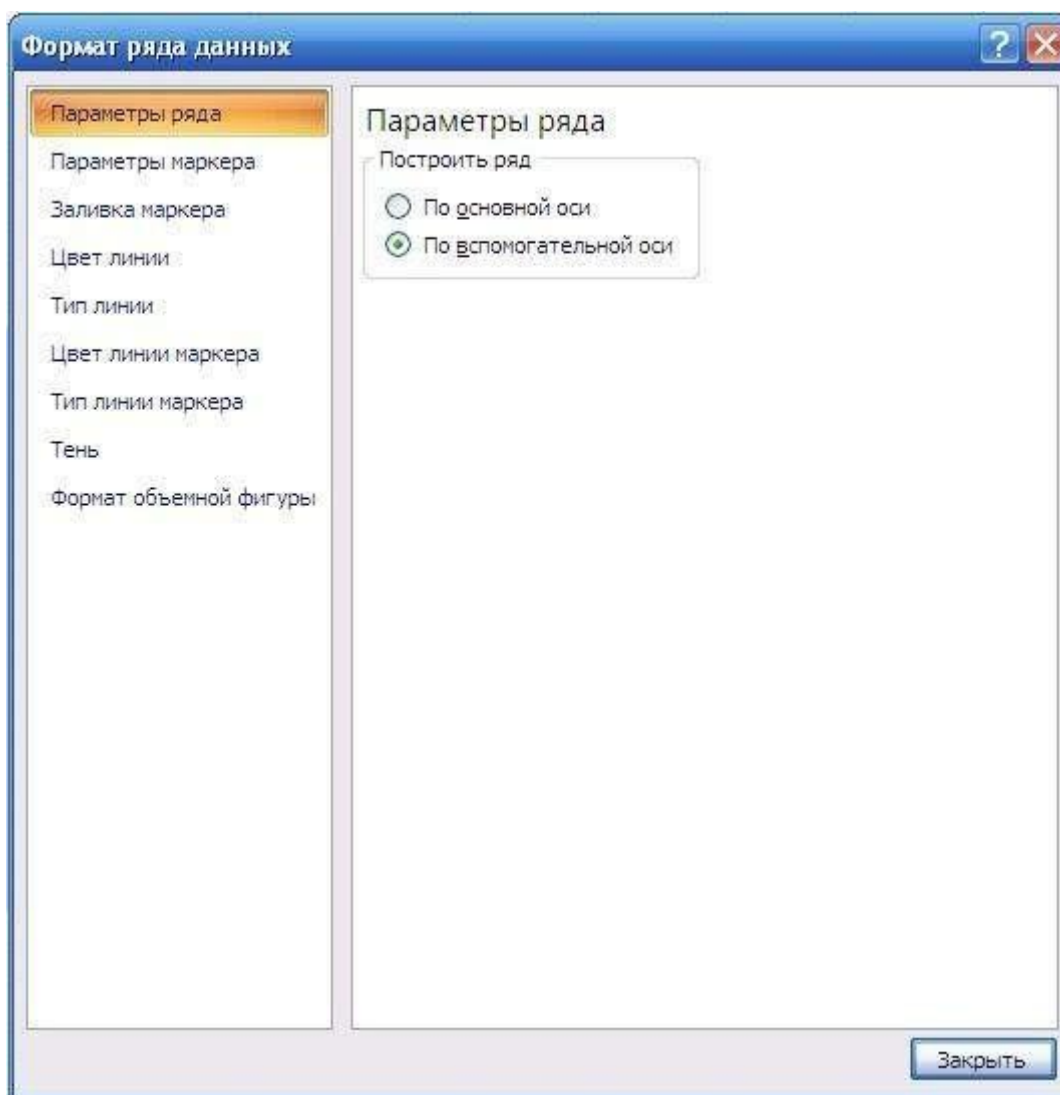 Формат ряда данных
?
Параметры ряда
Параметры маркера
Заливка маркера
Цвет линии
Тип линии
Цвет линии маркера
Тип линии маркера
Тень
Формат объемной фигуры
Параметры ряда
Построить ряд
По основной оси
По вспомогательной оси
Закрыть